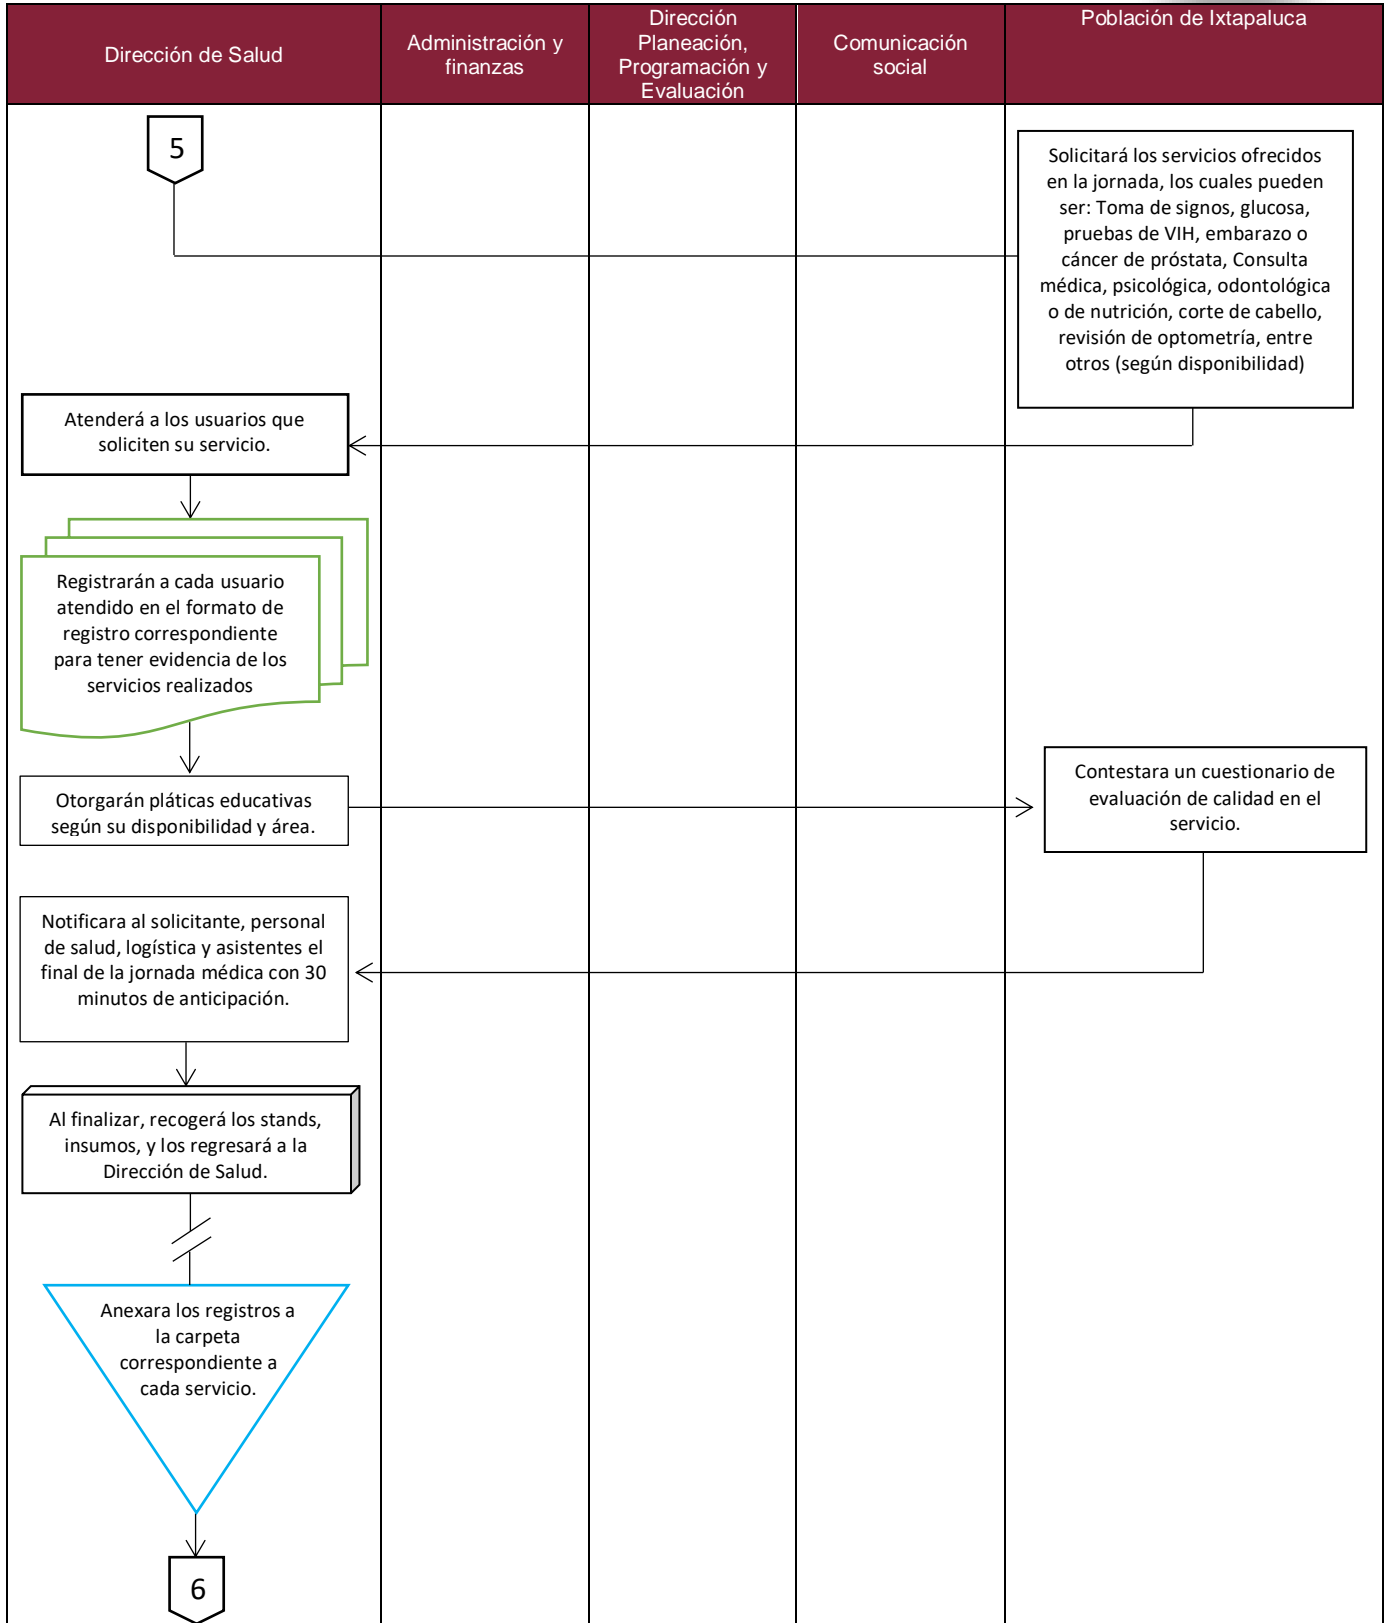 Dirección de Salud
Administración y
finanzas
Dirección
Planeación,
Programación y
Evaluación
Comunicación
social
Población de Ixtapaluca
5
Solicitará los servicios ofrecidos
en la jornada, los cuales pueden
ser: Toma de signos, glucosa,
pruebas de VIH, embarazo o
cáncer de próstata, Consulta
médica, psicológica, odontológica
o de nutrición, corte de cabello,
revisión de optometría, entre
otros (según disponibilidad)
Atenderá a los usuarios que
soliciten su servicio.
Registrarán a cada usuario
atendido en el formato de
registro correspondiente
para tener evidencia de los
servicios realizados
Otorgarán pláticas educativas
según su disponibilidad y área.
Contestara un cuestionario de
evaluación de calidad en el
servicio.
Notificara al solicitante, personal
de salud, logística y asistentes el
final de la jornada médica con 30
minutos de anticipación.
Al finalizar, recogerá los stands,
insumos, y los regresará a la
Dirección de Salud.
Anexara los registros a
la carpeta
correspondiente a
cada servicio.
6